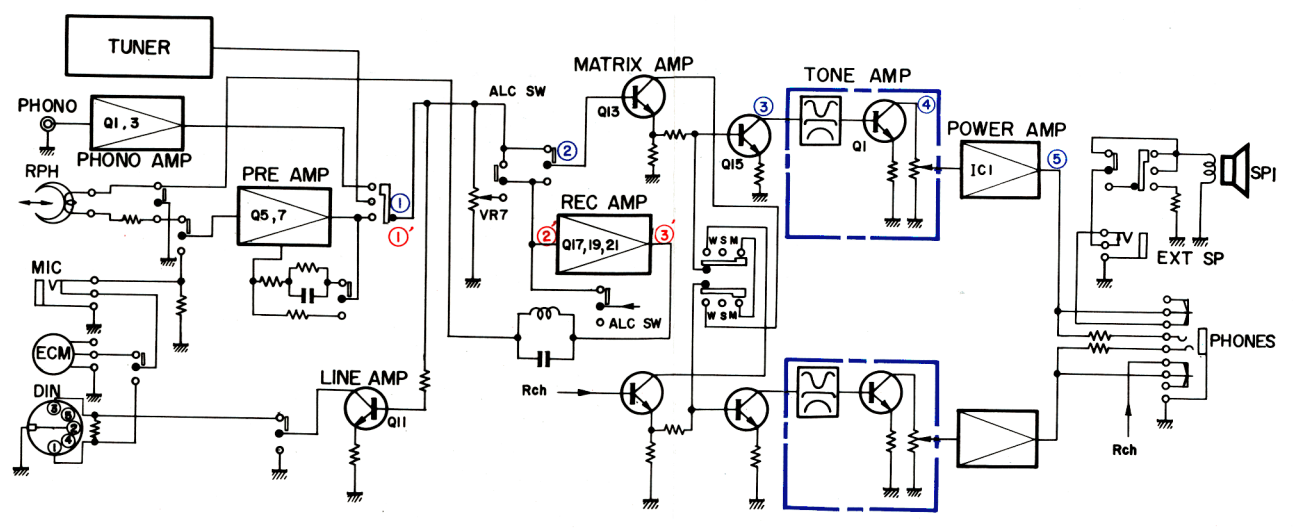 TUNER
PHONO
Q1, 3
PHONO AMP
RPH
PRE AMP
Q5, 7
1
1'
MIC
ECM
DIN
3
5
2
4
1
LINE AMP
Q11
ALC SW
VR7
2
REC AMP
2'
Q17,19,21
3'
ALC SW
Rch
MATRIX AMP
Q13
W S M
W S M
Q15
3
TONE AMP
Q1
4
POWER AMP
IC1
5
SP1
EXT SP
PHONES
Rch